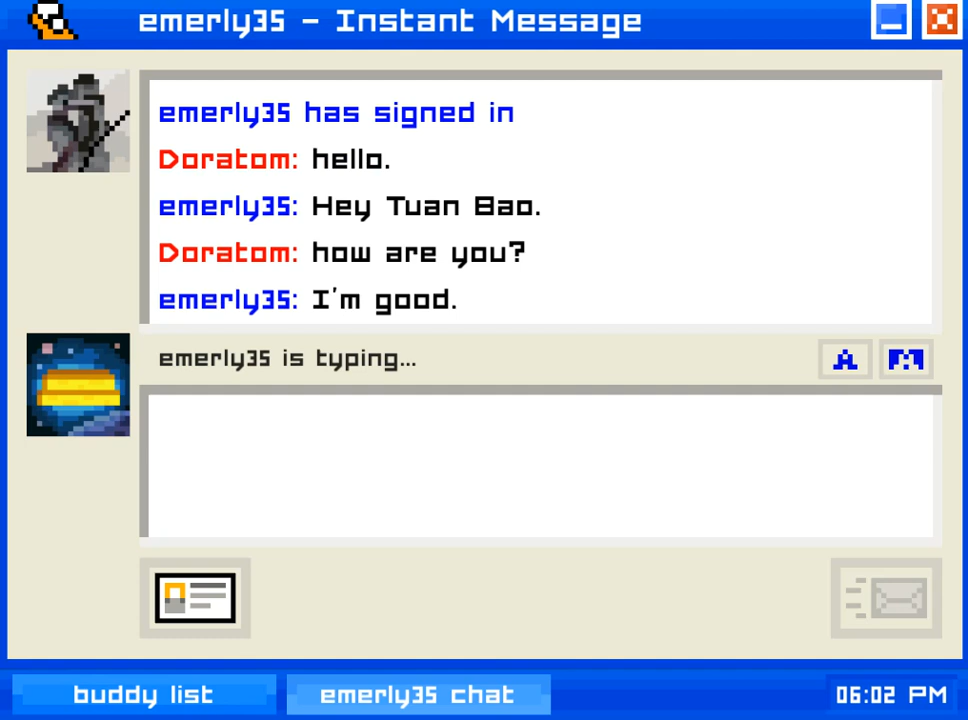 emerly35 - Instant Message
emerly35 has signed in
Doratom: hello.
emerly35: Hey Tuan Bao.
Doratom: how are you?
emerly35: I'm good.
emerly35 is typing...
A
buddy list
emerly35 chat
06:02 PM